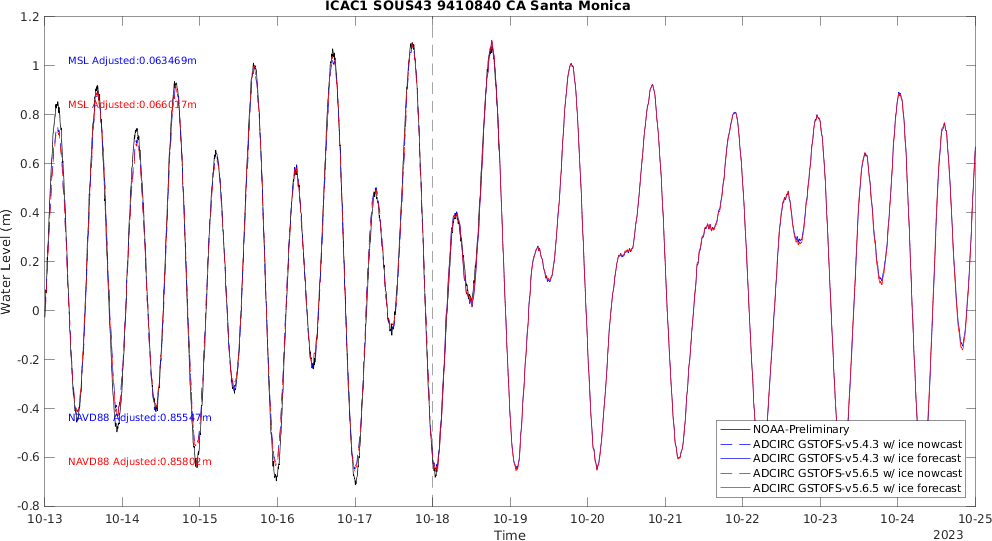 ICAC1 SOUS43 9410840 CA Santa Monica
1.2
1
0.8
0.6
0.4
0.2
0
-0.2
-0.4
-0.6
-0.8
Water Level (m)
MSL Adjusted:0.063469m
MSL Adjusted:0.066017m
NAVD88 Adjusted:0.85547m
NAVD88 Adjusted:0.85802m
NOAA-Preliminary
ADCIRC GSTOFS-v5.4.3 w/ ice nowcast
ADCIRC GSTOFS-v5.4.3 w/ ice forecast
ADCIRC GSTOFS-v5.6.5 w/ ice nowcast
ADCIRC GSTOFS-v5.6.5 w/ ice forecast
10-13 10-14 10-15 10-16 10-17 10-18 10-19 10-20 10-21 10-22 10-23 10-24 10-25
Time
2023